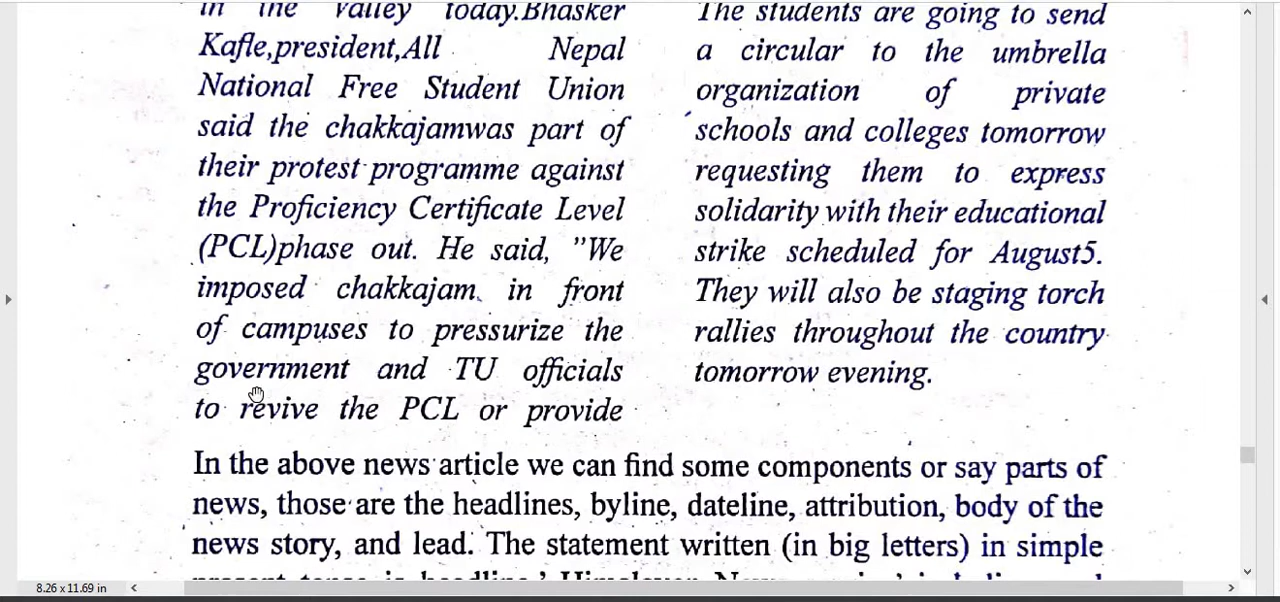 in the valley today.Bhasker
Kafle,president,All Nepal
National Free Student Union
said the chakkajamwas part of
their protest programme against
the Proficiency Certificate Level
(PCL)phase out. He said, "We
imposed chakkajam in front
of campuses to pressurize the
government and TU officials
to revive the PCL or provide
The students are going to send
a circular to the umbrella
organization of private
schools and colleges tomorrow
requesting them to express
solidarity with their educational
strike scheduled for August5.
They will also be staging torch
rallies throughout the country
tomorrow evening.
In the above news article we can find some components or say parts of
news, those are the headlines, byline, dateline, attribution, body of the
news story, and lead. The statement written (in big letters) in simple
present tense is headline.' Himalayan News
8.26 x 11.69 in